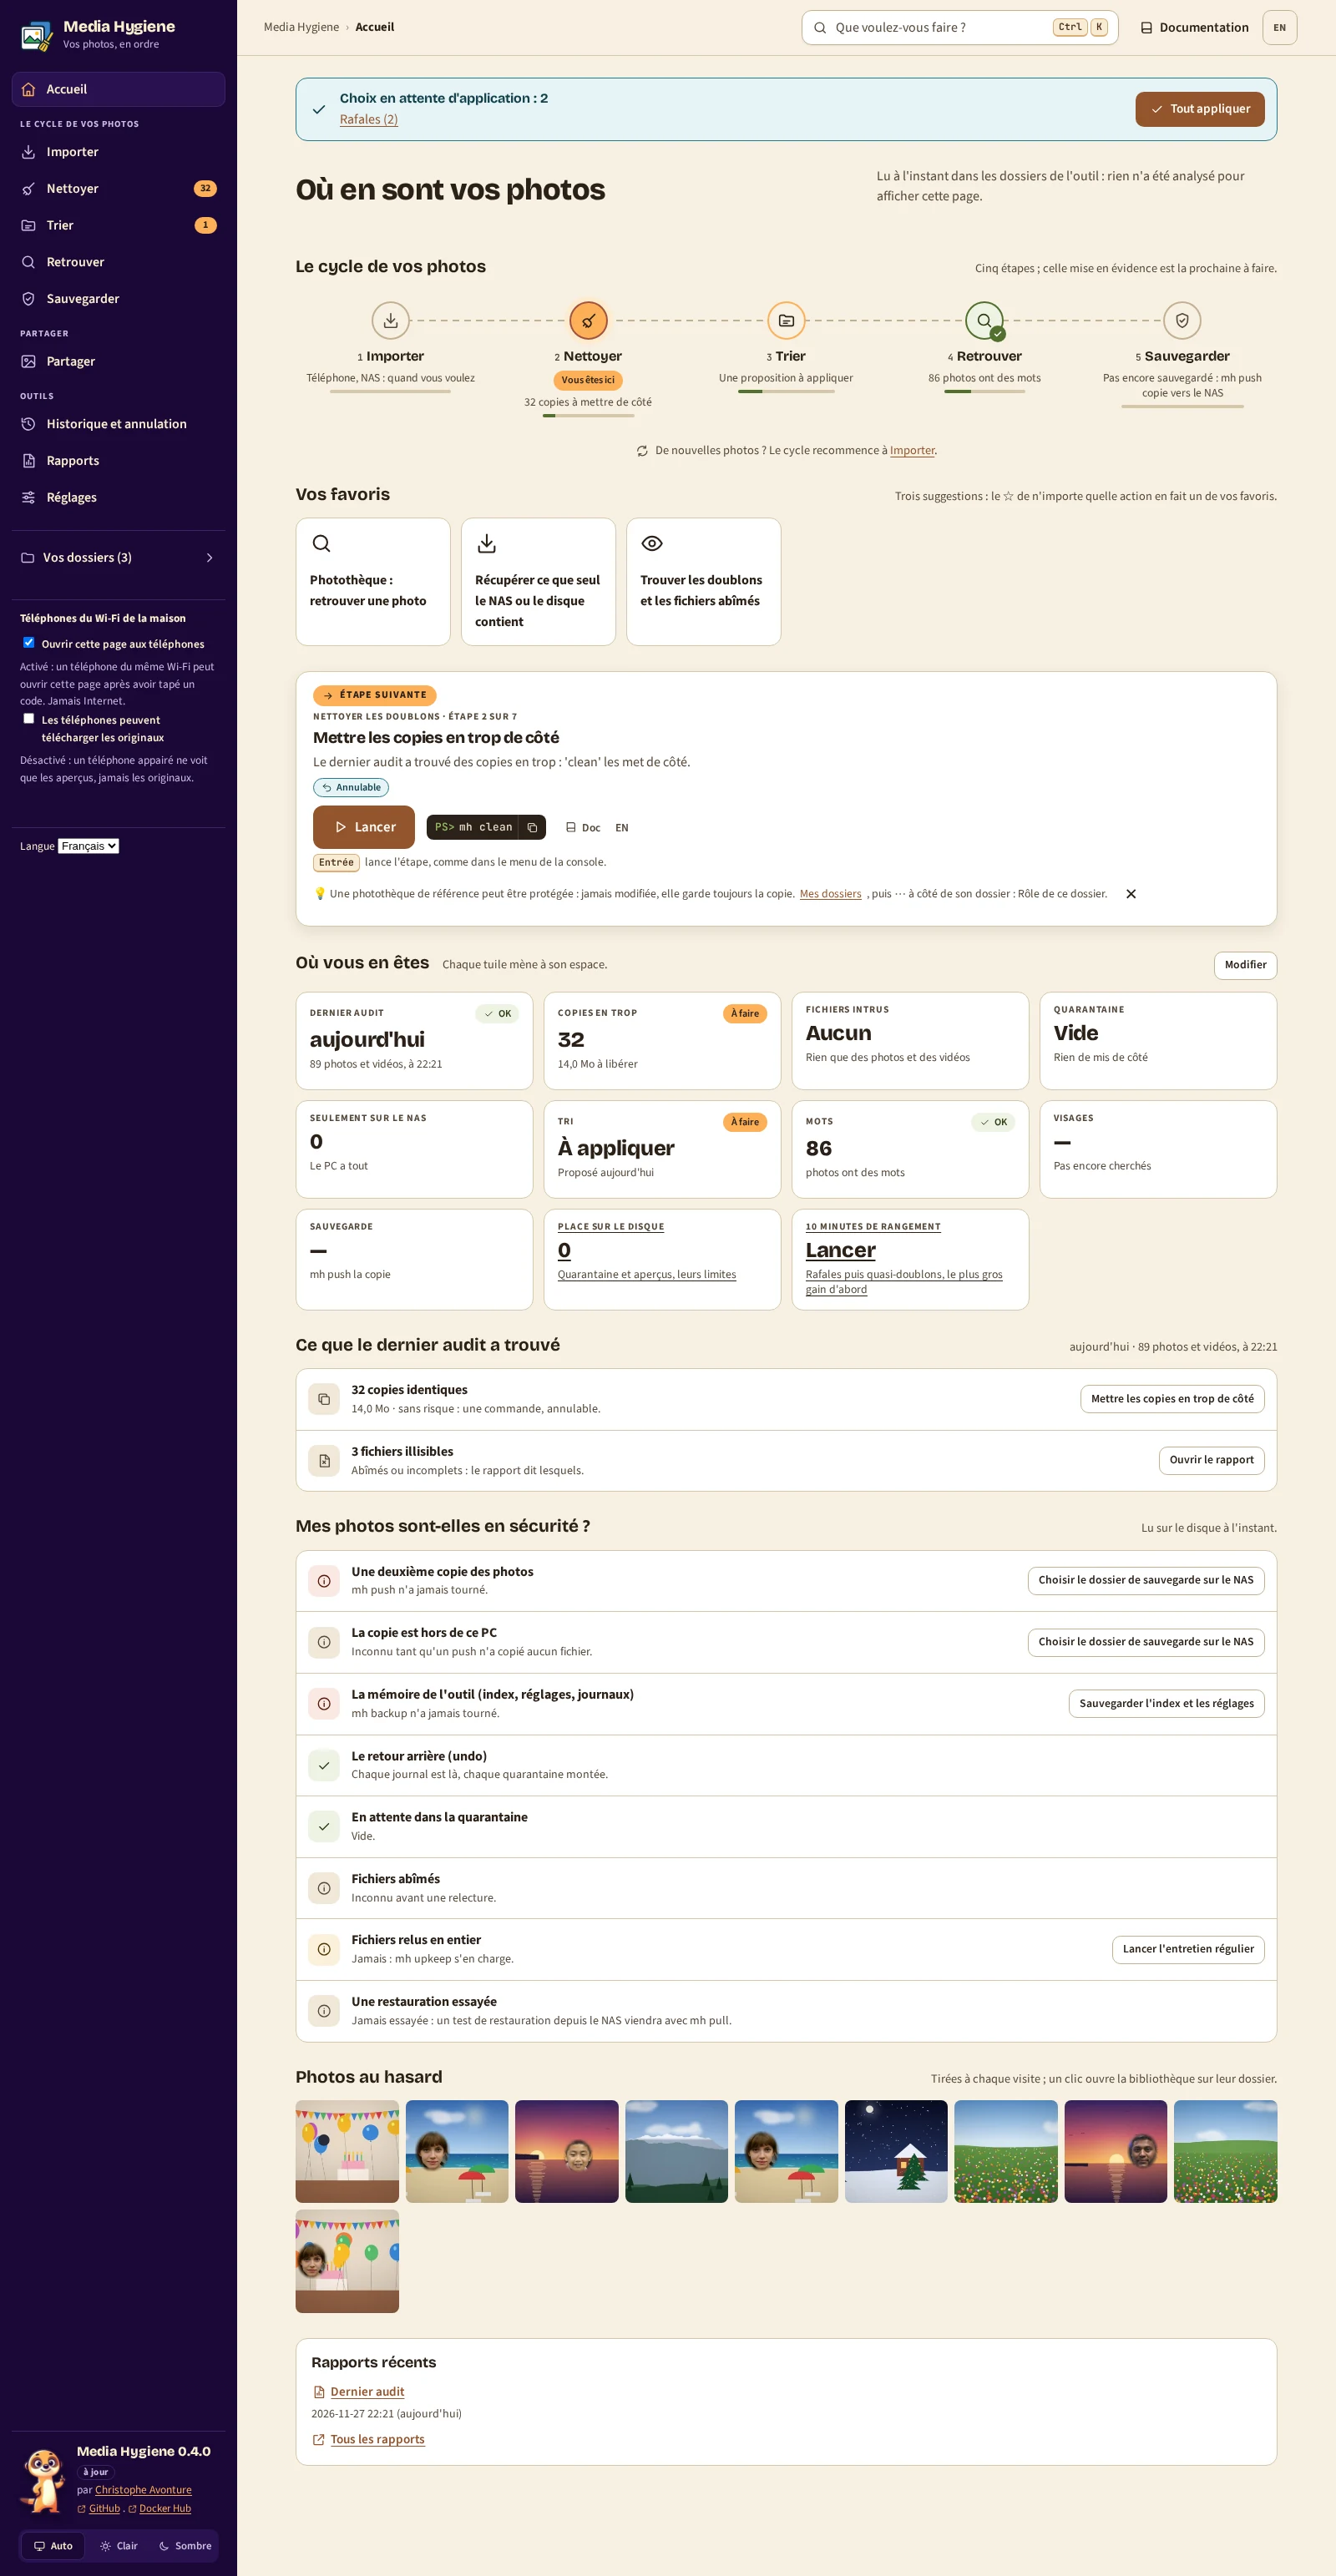 Media Hygiene
Vos photos, en ordre
Accueil
LE CYCLE DE VOS PHOTOS
Importer
Nettoyer 32
Trier 1
Retrouver
Sauvegarder
PARTAGER
Partager
OUTILS
Historique et annulation
Rapports
Réglages
Vos dossiers (3)
Téléphones du Wi-Fi de la maison
Ouvrir cette page aux téléphones
Activé : un téléphone du même Wi-Fi peut
ouvrir cette page après avoir tapé un
code. Jamais Internet.
Les téléphones peuvent
télécharger les originaux
Désactivé : un téléphone appairé ne voit
que les aperçus, jamais les originaux.
Langue Français
Media Hygiene 0.4.0
à jour
par Christophe Avonture
GitHub . Docker Hub
Auto Clair Sombre
Media Hygiene › Accueil
Que voulez-vous faire ? Ctrl K
Documentation
EN
Choix en attente d'application : 2
Rafales (2)
Tout appliquer
Où en sont vos photos
Lu à l'instant dans les dossiers de l'outil : rien n'a été analysé pour
afficher cette page.
Le cycle de vos photos
Cinq étapes ; celle mise en évidence est la prochaine à faire.
1 Importer
Téléphone, NAS : quand vous voulez
2 Nettoyer
Vous êtes ici
32 copies à mettre de côté
3 Trier
Une proposition à appliquer
4 Retrouver
86 photos ont des mots
5 Sauvegarder
Pas encore sauvegardé : mh push
copie vers le NAS
De nouvelles photos ? Le cycle recommence à Importer.
Vos favoris
Trois suggestions : le ☆ de n'importe quelle action en fait un de vos favoris.
Photothèque :
retrouver une photo
Récupérer ce que seul
le NAS ou le disque
contient
Trouver les doublons
et les fichiers abîmés
→ ÉTAPE SUIVANTE
NETTOYER LES DOUBLONS · ÉTAPE 2 SUR 7
Mettre les copies en trop de côté
Le dernier audit a trouvé des copies en trop : 'clean' les met de côté.
Annulable
Lancer
PS> mh clean
Doc EN
Entrée lance l'étape, comme dans le menu de la console.
💡 Une photothèque de référence peut être protégée : jamais modifiée, elle garde toujours la copie. Mes dossiers , puis ⋯ à côté de son dossier : Rôle de ce dossier. ✕
Où vous en êtes
Chaque tuile mène à son espace.
Modifier
DERNIER AUDIT
OK
aujourd'hui
89 photos et vidéos, à 22:21
COPIES EN TROP
À faire
32
14,0 Mo à libérer
FICHIERS INTRUS
Aucun
Rien que des photos et des vidéos
QUARANTAINE
Vide
Rien de mis de côté
SEULEMENT SUR LE NAS
0
Le PC a tout
TRI
À faire
À appliquer
Proposé aujourd'hui
MOTS
OK
86
photos ont des mots
VISAGES
—
Pas encore cherchés
SAUVEGARDE
—
mh push la copie
PLACE SUR LE DISQUE
0
Quarantaine et aperçus, leurs limites
10 MINUTES DE RANGEMENT
Lancer
Rafales puis quasi-doublons, le plus gros
gain d'abord
Ce que le dernier audit a trouvé
aujourd'hui · 89 photos et vidéos, à 22:21
32 copies identiques
14,0 Mo · sans risque : une commande, annulable.
Mettre les copies en trop de côté
3 fichiers illisibles
Abîmés ou incomplets : le rapport dit lesquels.
Ouvrir le rapport
Mes photos sont-elles en sécurité ?
Lu sur le disque à l'instant.
Une deuxième copie des photos
mh push n'a jamais tourné.
Choisir le dossier de sauvegarde sur le NAS
La copie est hors de ce PC
Inconnu tant qu'un push n'a copié aucun fichier.
Choisir le dossier de sauvegarde sur le NAS
La mémoire de l'outil (index, réglages, journaux)
mh backup n'a jamais tourné.
Sauvegarder l'index et les réglages
Le retour arrière (undo)
Chaque journal est là, chaque quarantaine montée.
En attente dans la quarantaine
Vide.
Fichiers abîmés
Inconnu avant une relecture.
Fichiers relus en entier
Jamais : mh upkeep s'en charge.
Lancer l'entretien régulier
Une restauration essayée
Jamais essayée : un test de restauration depuis le NAS viendra avec mh pull.
Photos au hasard
Tirées à chaque visite ; un clic ouvre la bibliothèque sur leur dossier.
Rapports récents
Dernier audit
2026-11-27 22:21 (aujourd'hui)
Tous les rapports